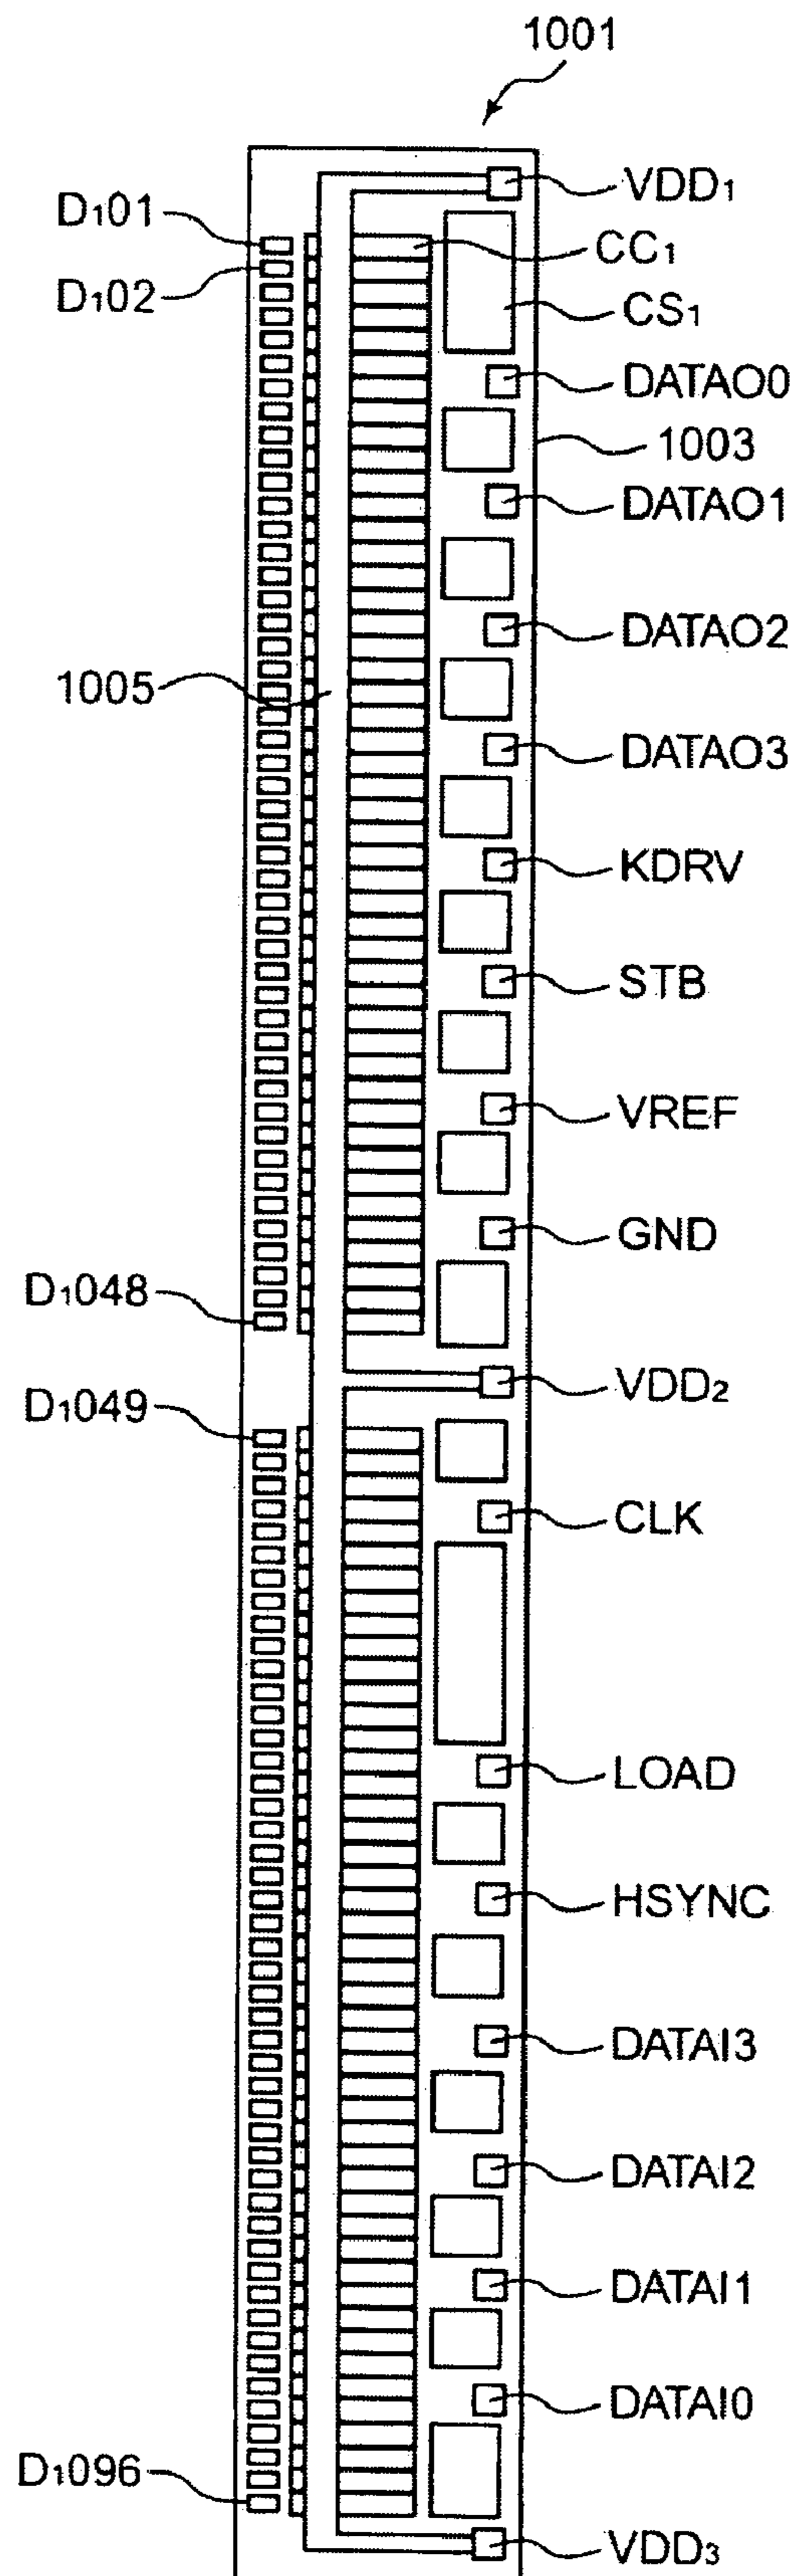 1001
VDD₁
D₁01
CC₁
D₁02
CS₁
DATAO0
1003
DATAO1
DATAO2
1005
DATAO3
KDRV
STB
VREF
GND
D₁048
VDD₂
D₁049
CLK
LOAD
HSYNC
DATAI3
DATAI2
DATAI1
DATAI0
D₁096
VDD₃